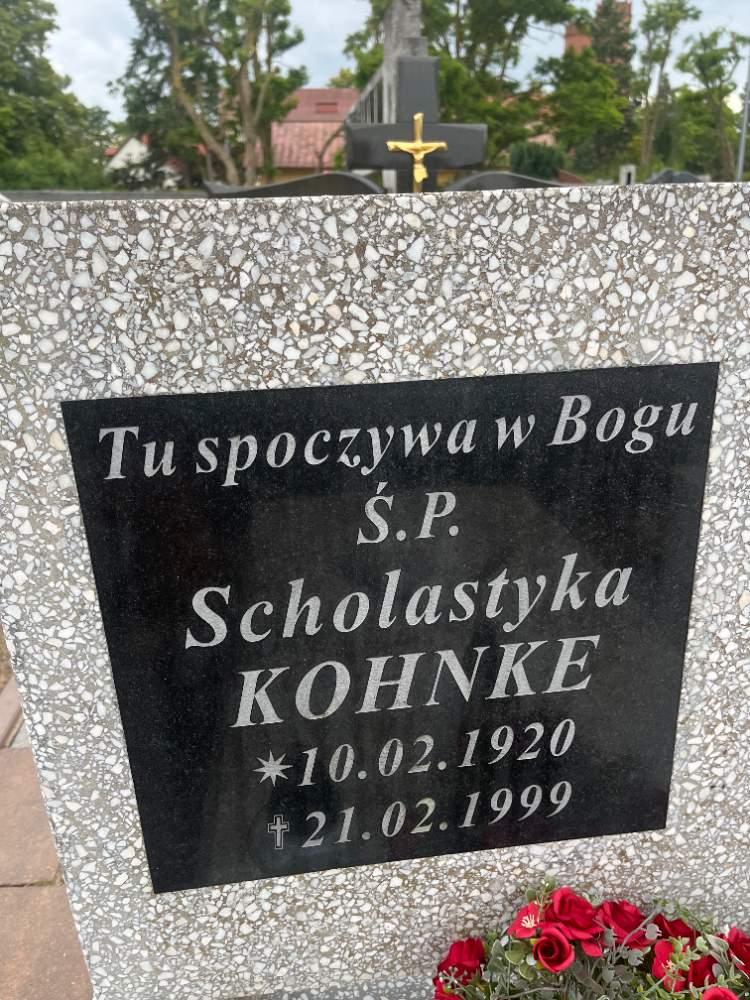 Tu spoczywa w Bogu
Ś.P.
Scholastyka
KOHNKE
10.02.1920
21.02.1999